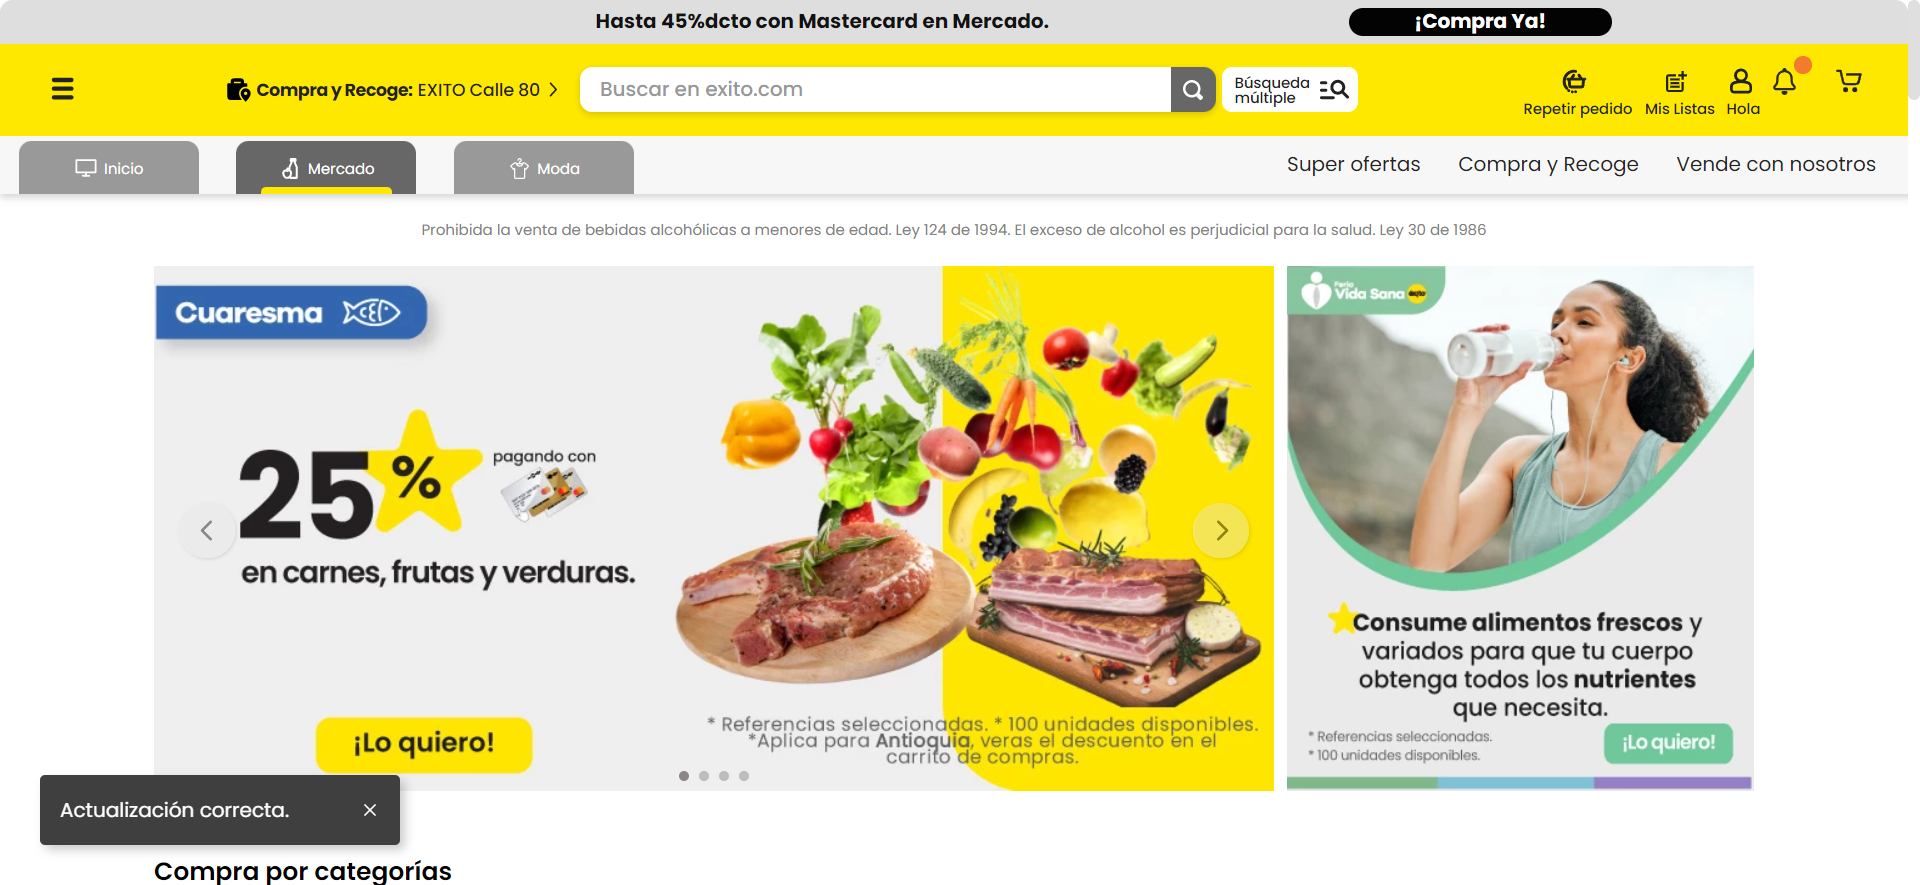 Hasta 45%dcto con Mastercard en Mercado.
¡Compra Ya!
Compra y Recoge: EXITO Calle 80
Buscar en exito.com
Búsqueda
múltiple
Repetir pedido
Mis Listas
Hola
Inicio
Mercado
Moda
Super ofertas
Compra y Recoge
Vende con nosotros
Prohibida la venta de bebidas alcohólicas a menores de edad. Ley 124 de 1994. El exceso de alcohol es perjudicial para la salud. Ley 30 de 1986
Cuaresma
25%
pagando con
en carnes, frutas y verduras.
¡Lo quiero!
* Referencias seleccionadas. * 100 unidades disponibles.
*Aplica para Antioquia, veras el descuento en el
carrito de compras.
Feria
Vida Sana
éxito
Consume alimentos frescos y
variados para que tu cuerpo
obtenga todos los nutrientes
que necesita.
* Referencias seleccionadas.
* 100 unidades disponibles.
¡Lo quiero!
Actualización correcta.
Compra por categorías